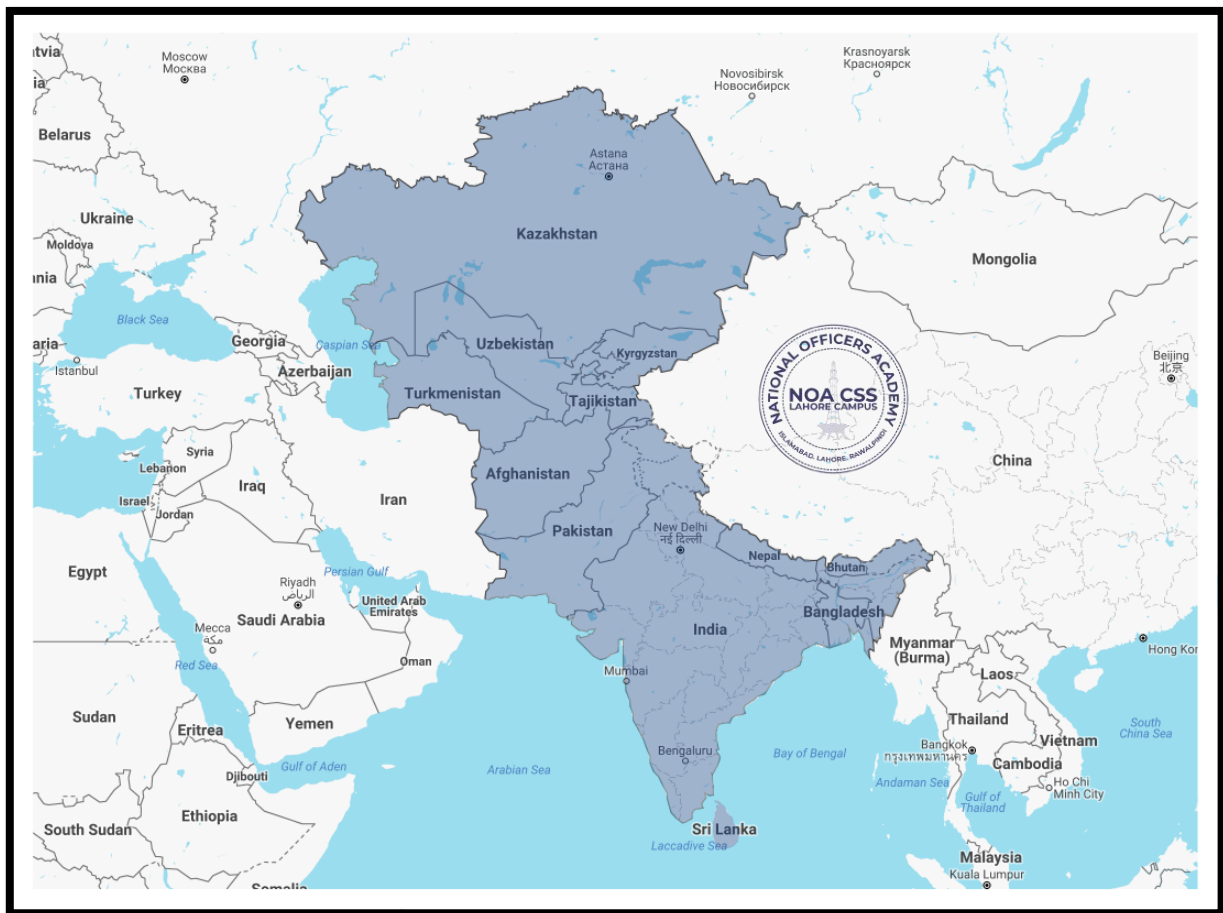 Moscow
Москва
Krasnoyarsk
Красноярск
Novosibirsk
Новосибирск
atvia
ia
Belarus
Astana
Астана
Ukraine
Kazakhstan
Moldova
nia
Mongolia
Black Sea
aria
Georgia
Caspian Sea
Uzbekistan
Kyrgyzstan
Istanbul
Azerbaijan
Beijing
北京
NATIONAL OFFICERS ACADEMY
NOA CSS
LAHORE CAMPUS
ISLAMABAD, LAHORE, RAWALPINDI
Turkey
Turkmenistan
Tajikistan
Syria
Lebanon
Afghanistan
China
Iraq
Iran
Israel
Jordan
Pakistan
New Delhi
नई दिल्ली
Nepal
Bhutan
Egypt
Persian Gulf
Riyadh
الرياض
United Arab
Emirates
Saudi Arabia
Bangladesh
India
Mecca
مكة
Red Sea
Oman
Myanmar
(Burma)
Hong Kon
Mumbai
Laos
Sudan
Eritrea
Yemen
Thailand
South
China Sea
Vietnam
Bengaluru
Bay of Bengal
Bangkok
กรุงเทพมหานคร
Cambodia
Gulf of Aden
Arabian Sea
Djibouti
Andaman Sea
Ho Chi
Minh City
Gulf of
Thailand
Ethiopia
South Sudan
Sri Lanka
Laccadive Sea
Malaysia
Kuala Lumpur
Somalia